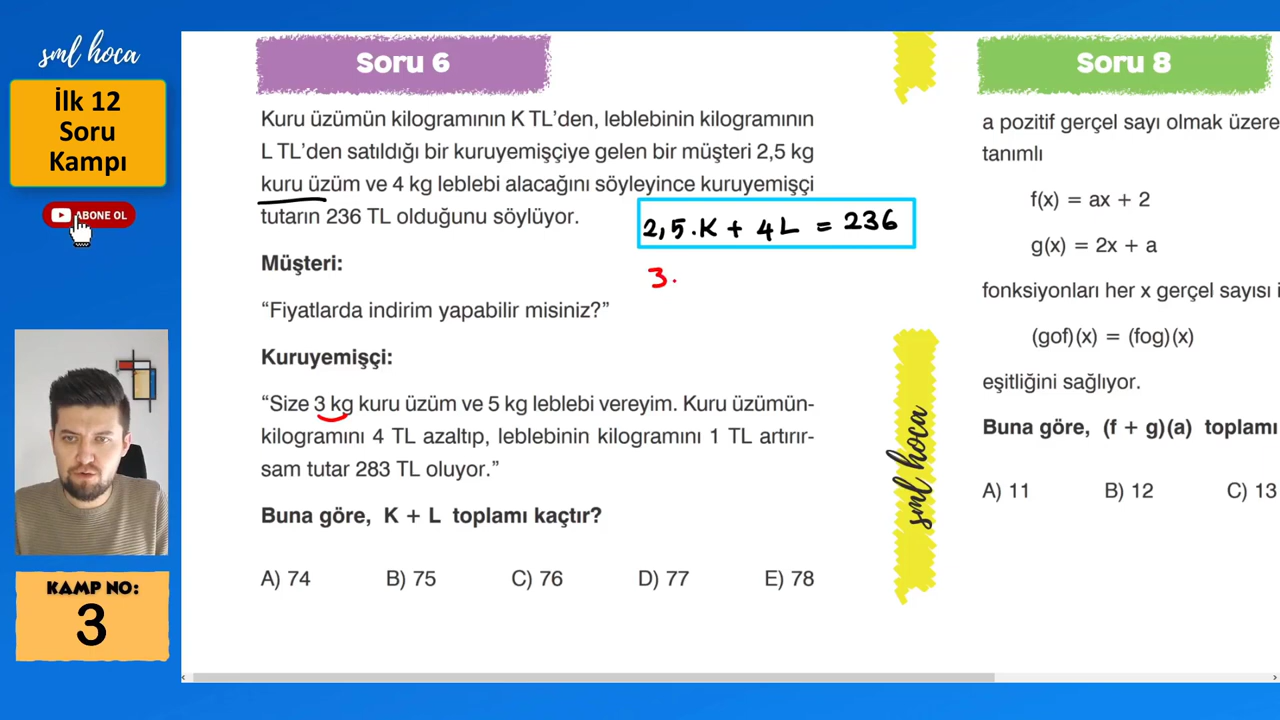 sml hoca
İlk 12
Soru
Kampı
ABONE OL
KAMP NO:
3
Soru 6
Kuru üzümün kilogramının K TL'den, leblebinin kilogramının
L TL'den satıldığı bir kuruyemişçiye gelen bir müşteri 2,5 kg
kuru üzüm ve 4 kg leblebi alacağını söyleyince kuruyemişçi
tutarın 236 TL olduğunu söylüyor.
2,5.K + 4L = 236
3.
Müşteri:
“Fiyatlarda indirim yapabilir misiniz?”
Kuruyemişçi:
“Size 3 kg kuru üzüm ve 5 kg leblebi vereyim. Kuru üzümün-
kilogramını 4 TL azaltıp, leblebinin kilogramını 1 TL artırır-
sam tutar 283 TL oluyor.”
Buna göre, K + L toplamı kaçtır?
A) 74 B) 75 C) 76 D) 77 E) 78
sml hoca
Soru 8
a pozitif gerçel sayı olmak üzere
tanımlı
f(x) = ax + 2
g(x) = 2x + a
fonksiyonları her x gerçel sayısı i
(gof)(x) = (fog)(x)
eşitliğini sağlıyor.
Buna göre, (f + g)(a) toplamı
A) 11 B) 12 C) 13